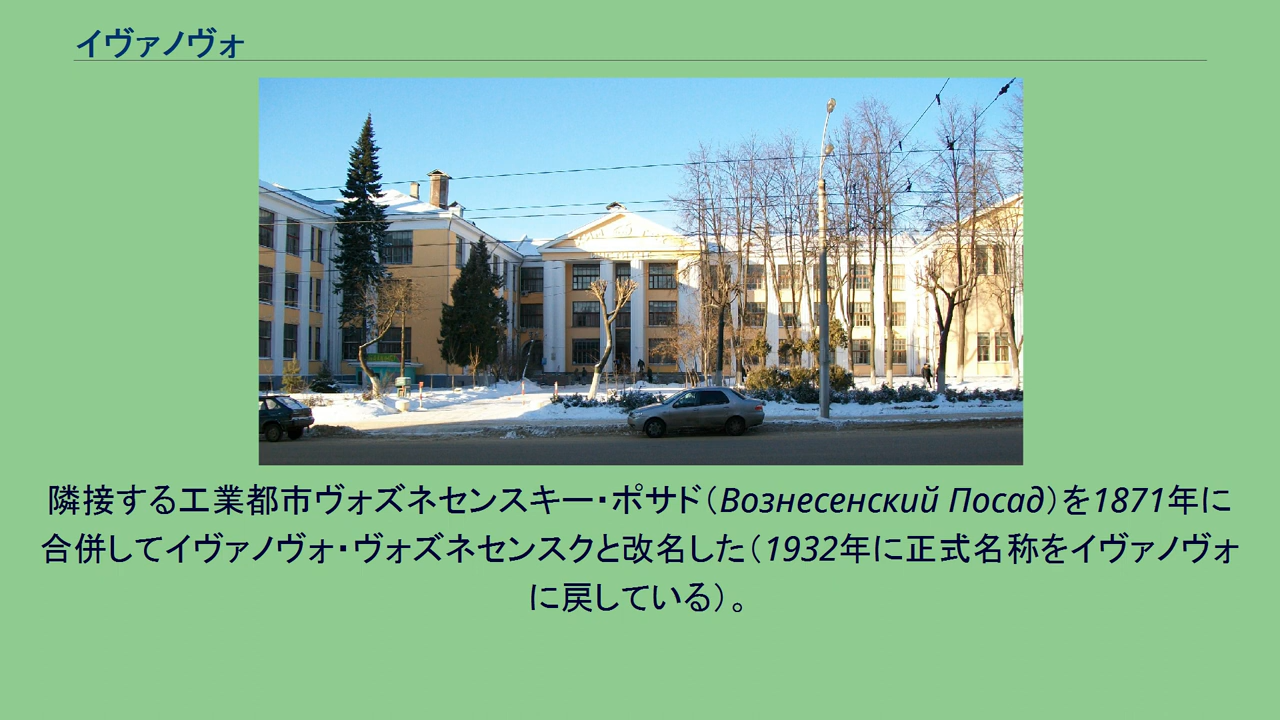 イヴァノヴォ
隣接する工業都市ヴォズネセンスキー・ポサド（Вознесенский Посад）を1871年に
合併してイヴァノヴォ・ヴォズネセンスクと改名した（1932年に正式名称をイヴァノヴォ
に戻している）。